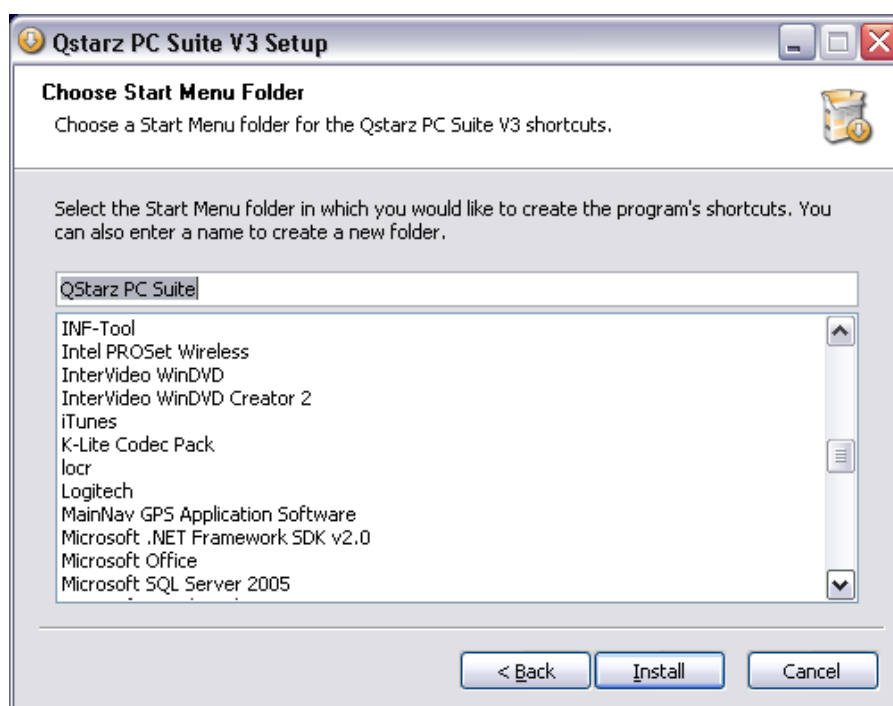 Qstarz PC Suite V3 Setup
Choose Start Menu Folder
Choose a Start Menu folder for the Qstarz PC Suite V3 shortcuts.
Select the Start Menu folder in which you would like to create the program's shortcuts. You
can also enter a name to create a new folder.
QStarz PC Suite
INF-Tool
Intel PROSet Wireless
InterVideo WinDVD
InterVideo WinDVD Creator 2
iTunes
K-Lite Codec Pack
locr
Logitech
MainNav GPS Application Software
Microsoft .NET Framework SDK v2.0
Microsoft Office
Microsoft SQL Server 2005
< Back
Install
Cancel